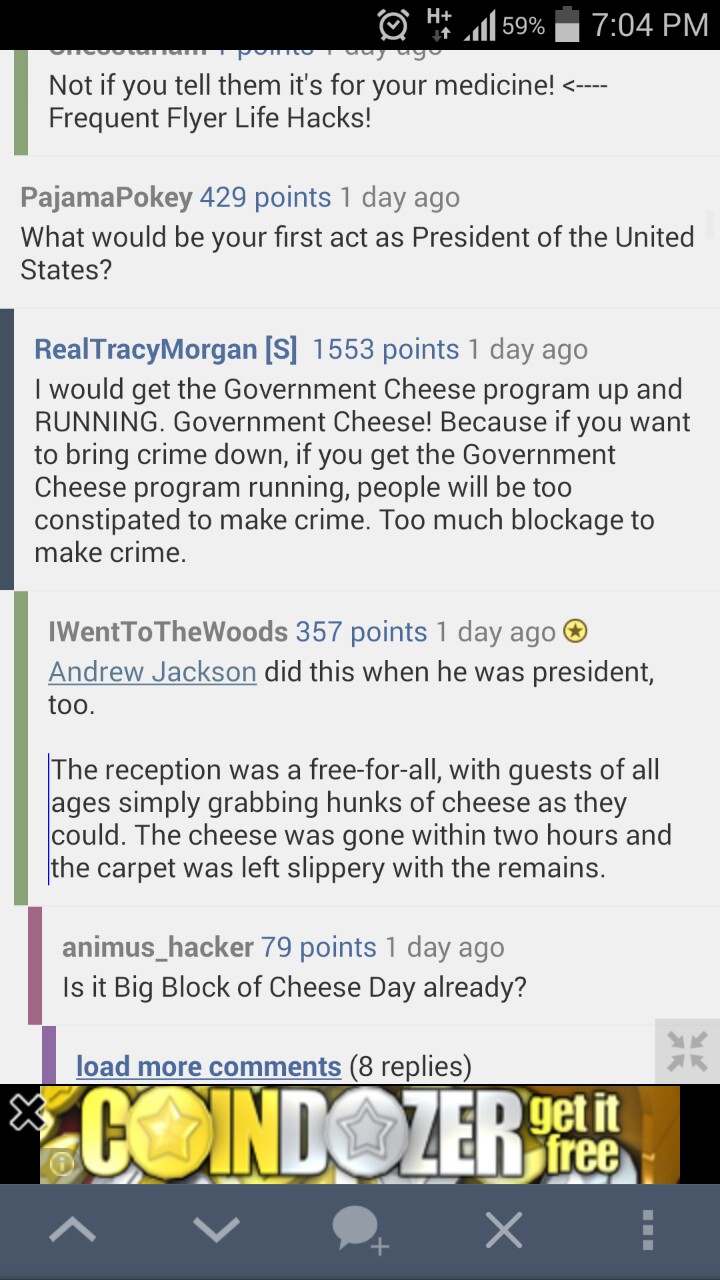 H+ 59% 7:04 PM
points 1 day ago
Not if you tell them it's for your medicine! <----
Frequent Flyer Life Hacks!
PajamaPokey 429 points 1 day ago
What would be your first act as President of the United
States?
RealTracyMorgan [S] 1553 points 1 day ago
I would get the Government Cheese program up and
RUNNING. Government Cheese! Because if you want
to bring crime down, if you get the Government
Cheese program running, people will be too
constipated to make crime. Too much blockage to
make crime.
IWentToTheWoods 357 points 1 day ago
Andrew Jackson did this when he was president,
too.
The reception was a free-for-all, with guests of all
ages simply grabbing hunks of cheese as they
could. The cheese was gone within two hours and
the carpet was left slippery with the remains.
animus_hacker 79 points 1 day ago
Is it Big Block of Cheese Day already?
load more comments (8 replies)
COIN DOZER get it
free